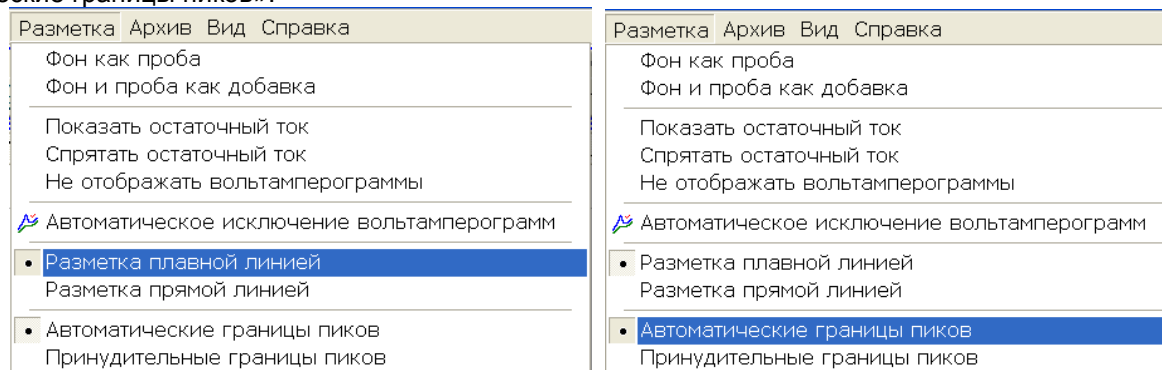 ские границы пиков».
Разметка Архив Вид Справка
Фон как проба
Фон и проба как добавка
Показать остаточный ток
Спрятать остаточный ток
Не отображать вольтамперограммы
Автоматическое исключение вольтамперограмм
Разметка плавной линией
Разметка прямой линией
Автоматические границы пиков
Принудительные границы пиков
Разметка Архив Вид Справка
Фон как проба
Фон и проба как добавка
Показать остаточный ток
Спрятать остаточный ток
Не отображать вольтамперограммы
Автоматическое исключение вольтамперограмм
Разметка плавной линией
Разметка прямой линией
Автоматические границы пиков
Принудительные границы пиков